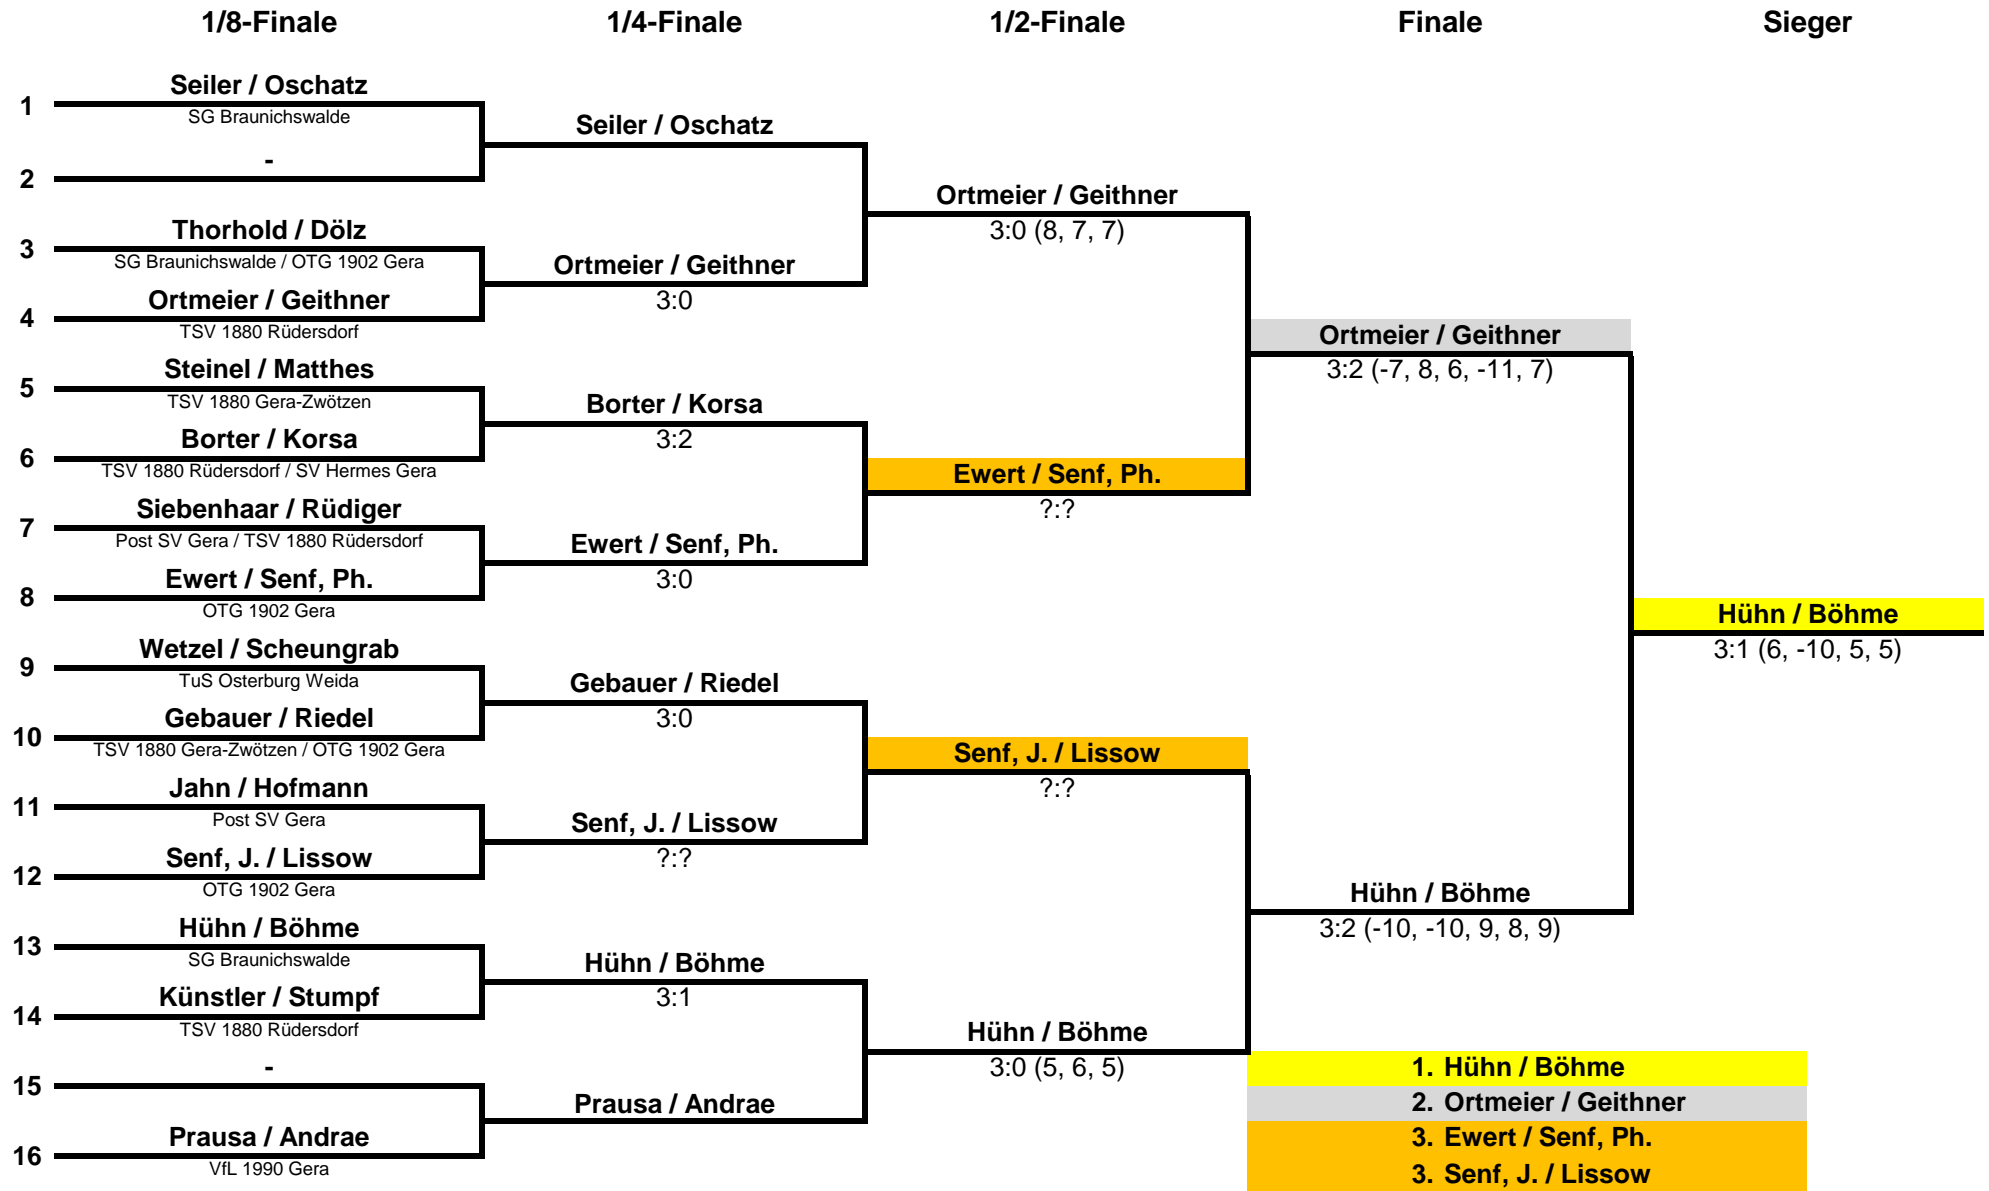 1/8-Finale
1/4-Finale
1/2-Finale
Finale
Sieger
1
Seiler / Oschatz
SG Braunichswalde
2
-
3
Thorhold / Dölz
SG Braunichswalde / OTG 1902 Gera
4
Ortmeier / Geithner
TSV 1880 Rüdersdorf
5
Steinel / Matthes
TSV 1880 Gera-Zwötzen
6
Borter / Korsa
TSV 1880 Rüdersdorf / SV Hermes Gera
7
Siebenhaar / Rüdiger
Post SV Gera / TSV 1880 Rüdersdorf
8
Ewert / Senf, Ph.
OTG 1902 Gera
9
Wetzel / Scheungrab
TuS Osterburg Weida
10
Gebauer / Riedel
TSV 1880 Gera-Zwötzen / OTG 1902 Gera
11
Jahn / Hofmann
Post SV Gera
12
Senf, J. / Lissow
OTG 1902 Gera
13
Hühn / Böhme
SG Braunichswalde
14
Künstler / Stumpf
TSV 1880 Rüdersdorf
15
-
16
Prausa / Andrae
VfL 1990 Gera
Seiler / Oschatz
Ortmeier / Geithner
3:0
Borter / Korsa
3:2
Ewert / Senf, Ph.
3:0
Gebauer / Riedel
3:0
Senf, J. / Lissow
?:?
Hühn / Böhme
3:1
Prausa / Andrae
Ortmeier / Geithner
3:0 (8, 7, 7)
Ewert / Senf, Ph.
?:?
Senf, J. / Lissow
?:?
Hühn / Böhme
3:0 (5, 6, 5)
Ortmeier / Geithner
3:2 (-7, 8, 6, -11, 7)
Hühn / Böhme
3:2 (-10, -10, 9, 8, 9)
Hühn / Böhme
3:1 (6, -10, 5, 5)
1. Hühn / Böhme
2. Ortmeier / Geithner
3. Ewert / Senf, Ph.
3. Senf, J. / Lissow